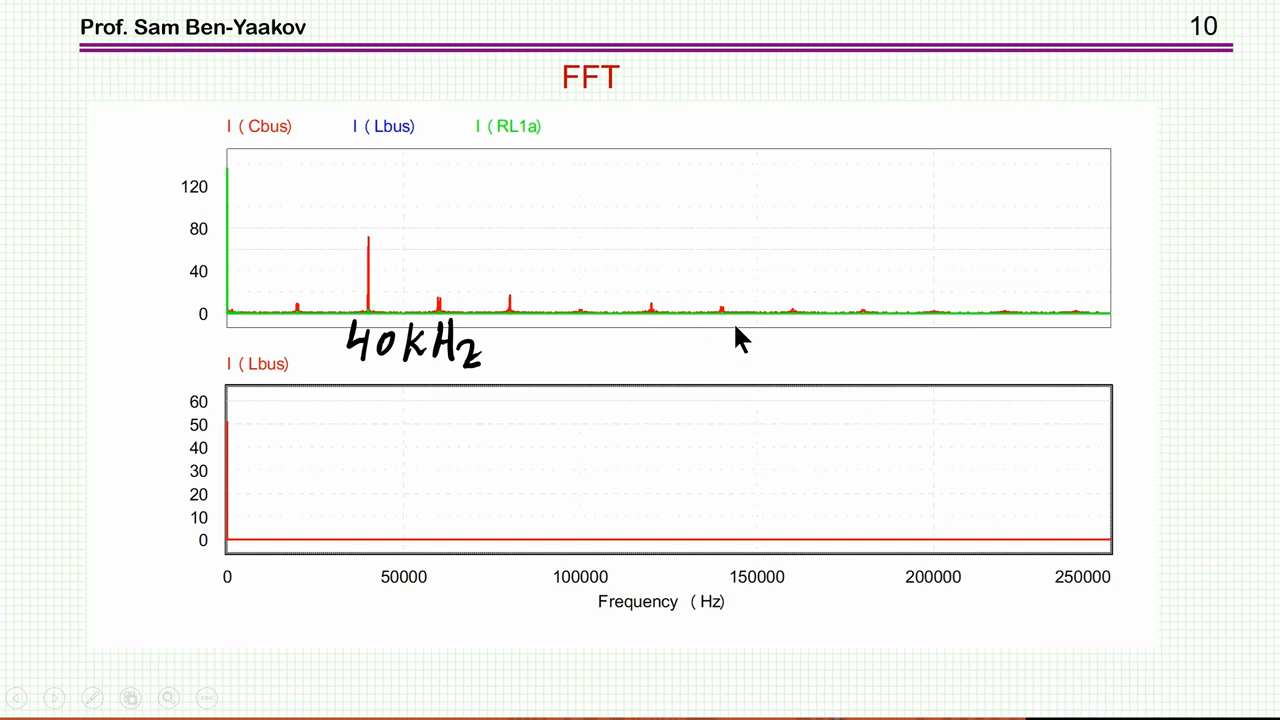 Prof. Sam Ben-Yaakov 10
FFT
I ( Cbus) I ( Lbus) I ( RL1a)
120
80
40
0
40KHz
I ( Lbus)
60
50
40
30
20
10
0
0 50000 100000 150000 200000 250000
Frequency ( Hz)